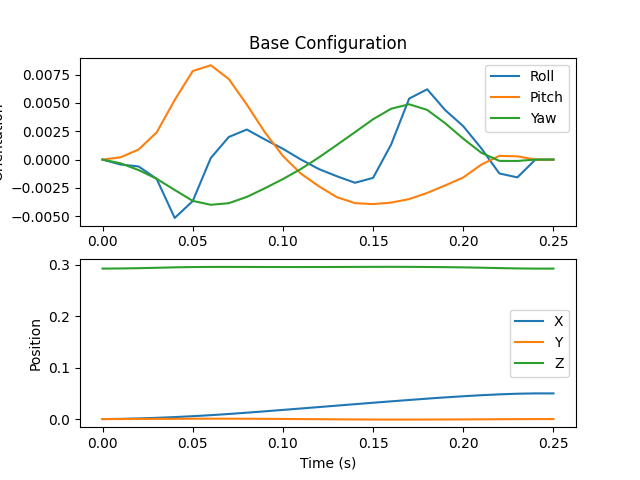 Base Configuration
0.0075
0.0050
0.0025
0.0000
−0.0025
−0.0050
Roll
Pitch
Yaw
0.00 0.05 0.10 0.15 0.20 0.25
0.3
0.2
0.1
0.0
Position
X
Y
Z
0.00 0.05 0.10 0.15 0.20 0.25
Time (s)